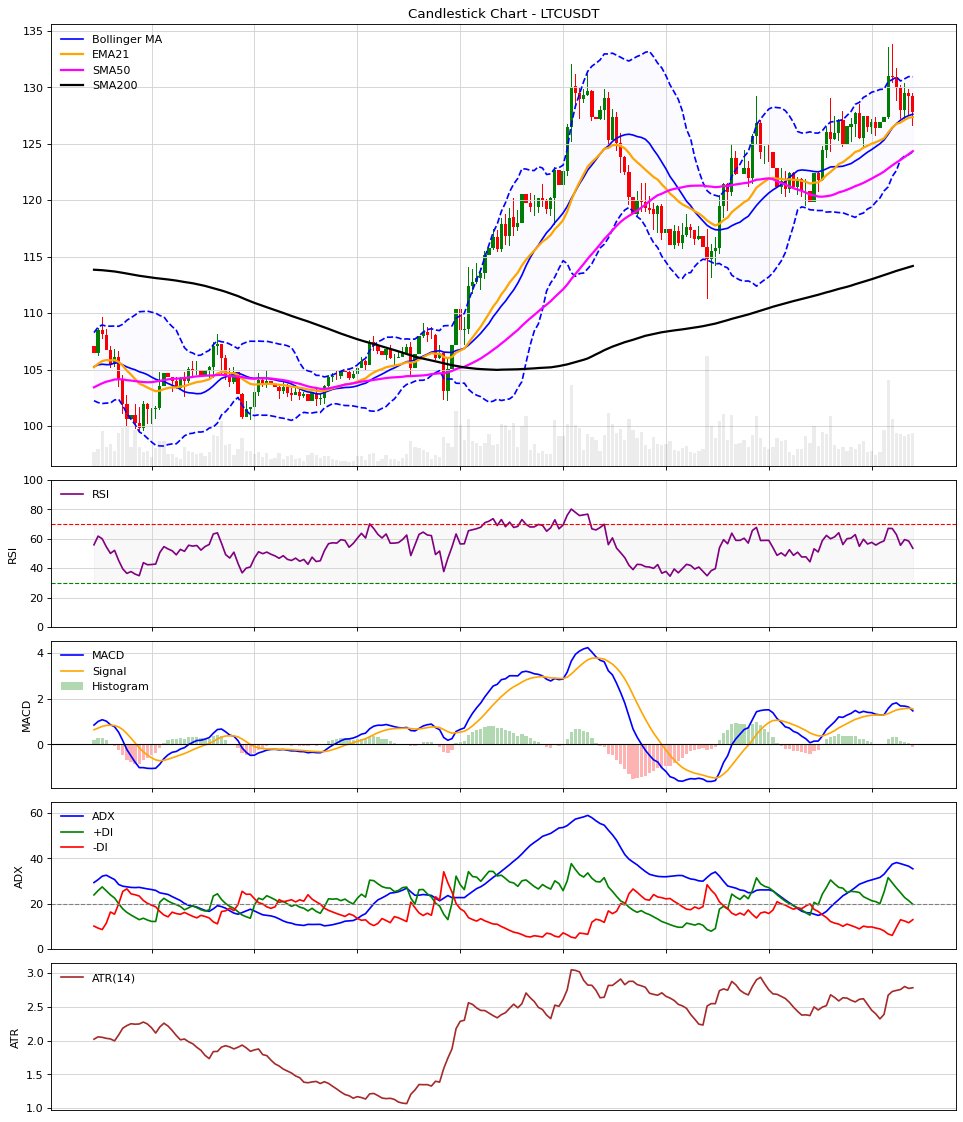 Candlestick Chart - LTCUSDT
135
130
125
120
115
110
105
100
Bollinger MA
EMA21
SMA50
SMA200
100
80
60
40
20
0
RSI
RSI
4
2
0
MACD
MACD
Signal
Histogram
60
40
20
0
ADX
ADX
+DI
-DI
3.0
2.5
2.0
1.5
1.0
ATR
ATR(14)